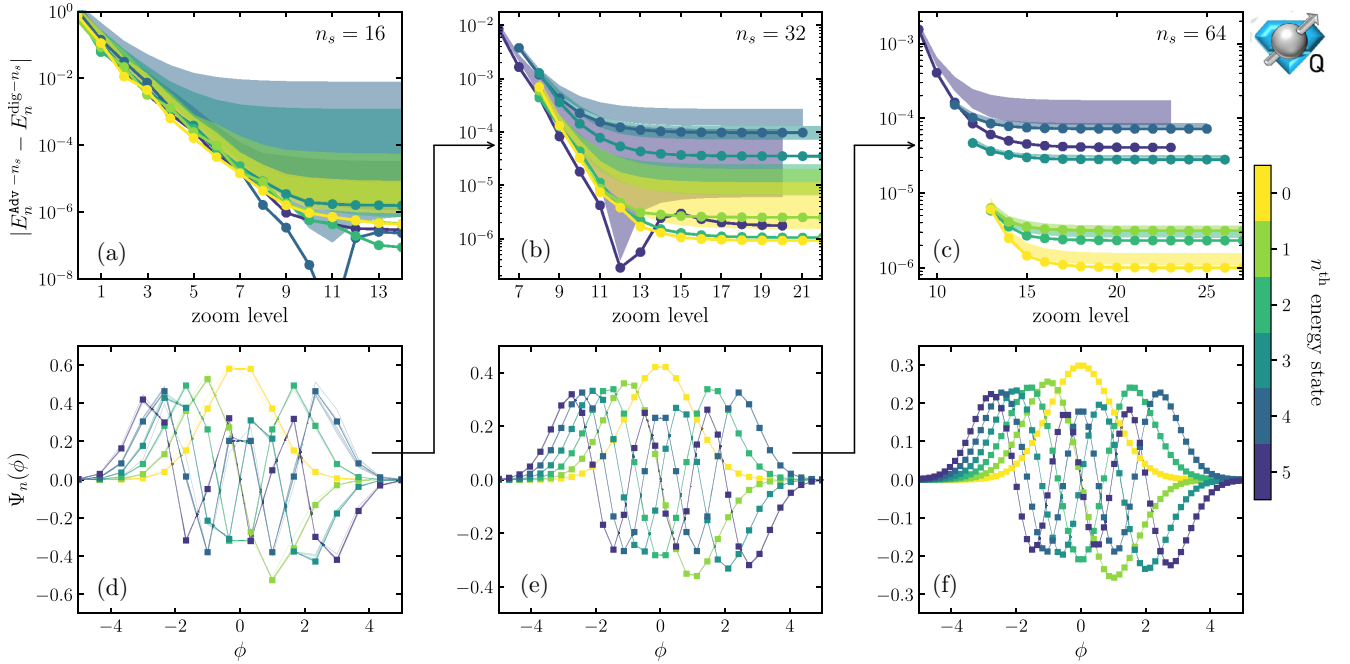 |E_n^{Adv-n_s} − E_n^{dig-n_s}|
10^0
10^{-2}
10^{-4}
10^{-6}
10^{-8}
n_s = 16
(a)
1 3 5 7 9 11 13
zoom level
10^{-2}
10^{-3}
10^{-4}
10^{-5}
10^{-6}
n_s = 32
(b)
7 9 11 13 15 17 19 21
zoom level
10^{-3}
10^{-4}
10^{-5}
10^{-6}
n_s = 64
(c)
10 15 20 25
zoom level
Q
Ψ_n(ϕ)
0.6
0.4
0.2
0.0
−0.2
−0.4
−0.6
(d)
−4 −2 0 2 4
ϕ
0.4
0.2
0.0
−0.2
−0.4
(e)
−4 −2 0 2 4
ϕ
0.3
0.2
0.1
0.0
−0.1
−0.2
−0.3
(f)
−4 −2 0 2 4
ϕ
0
1
2
3
4
5
n^{th} energy state